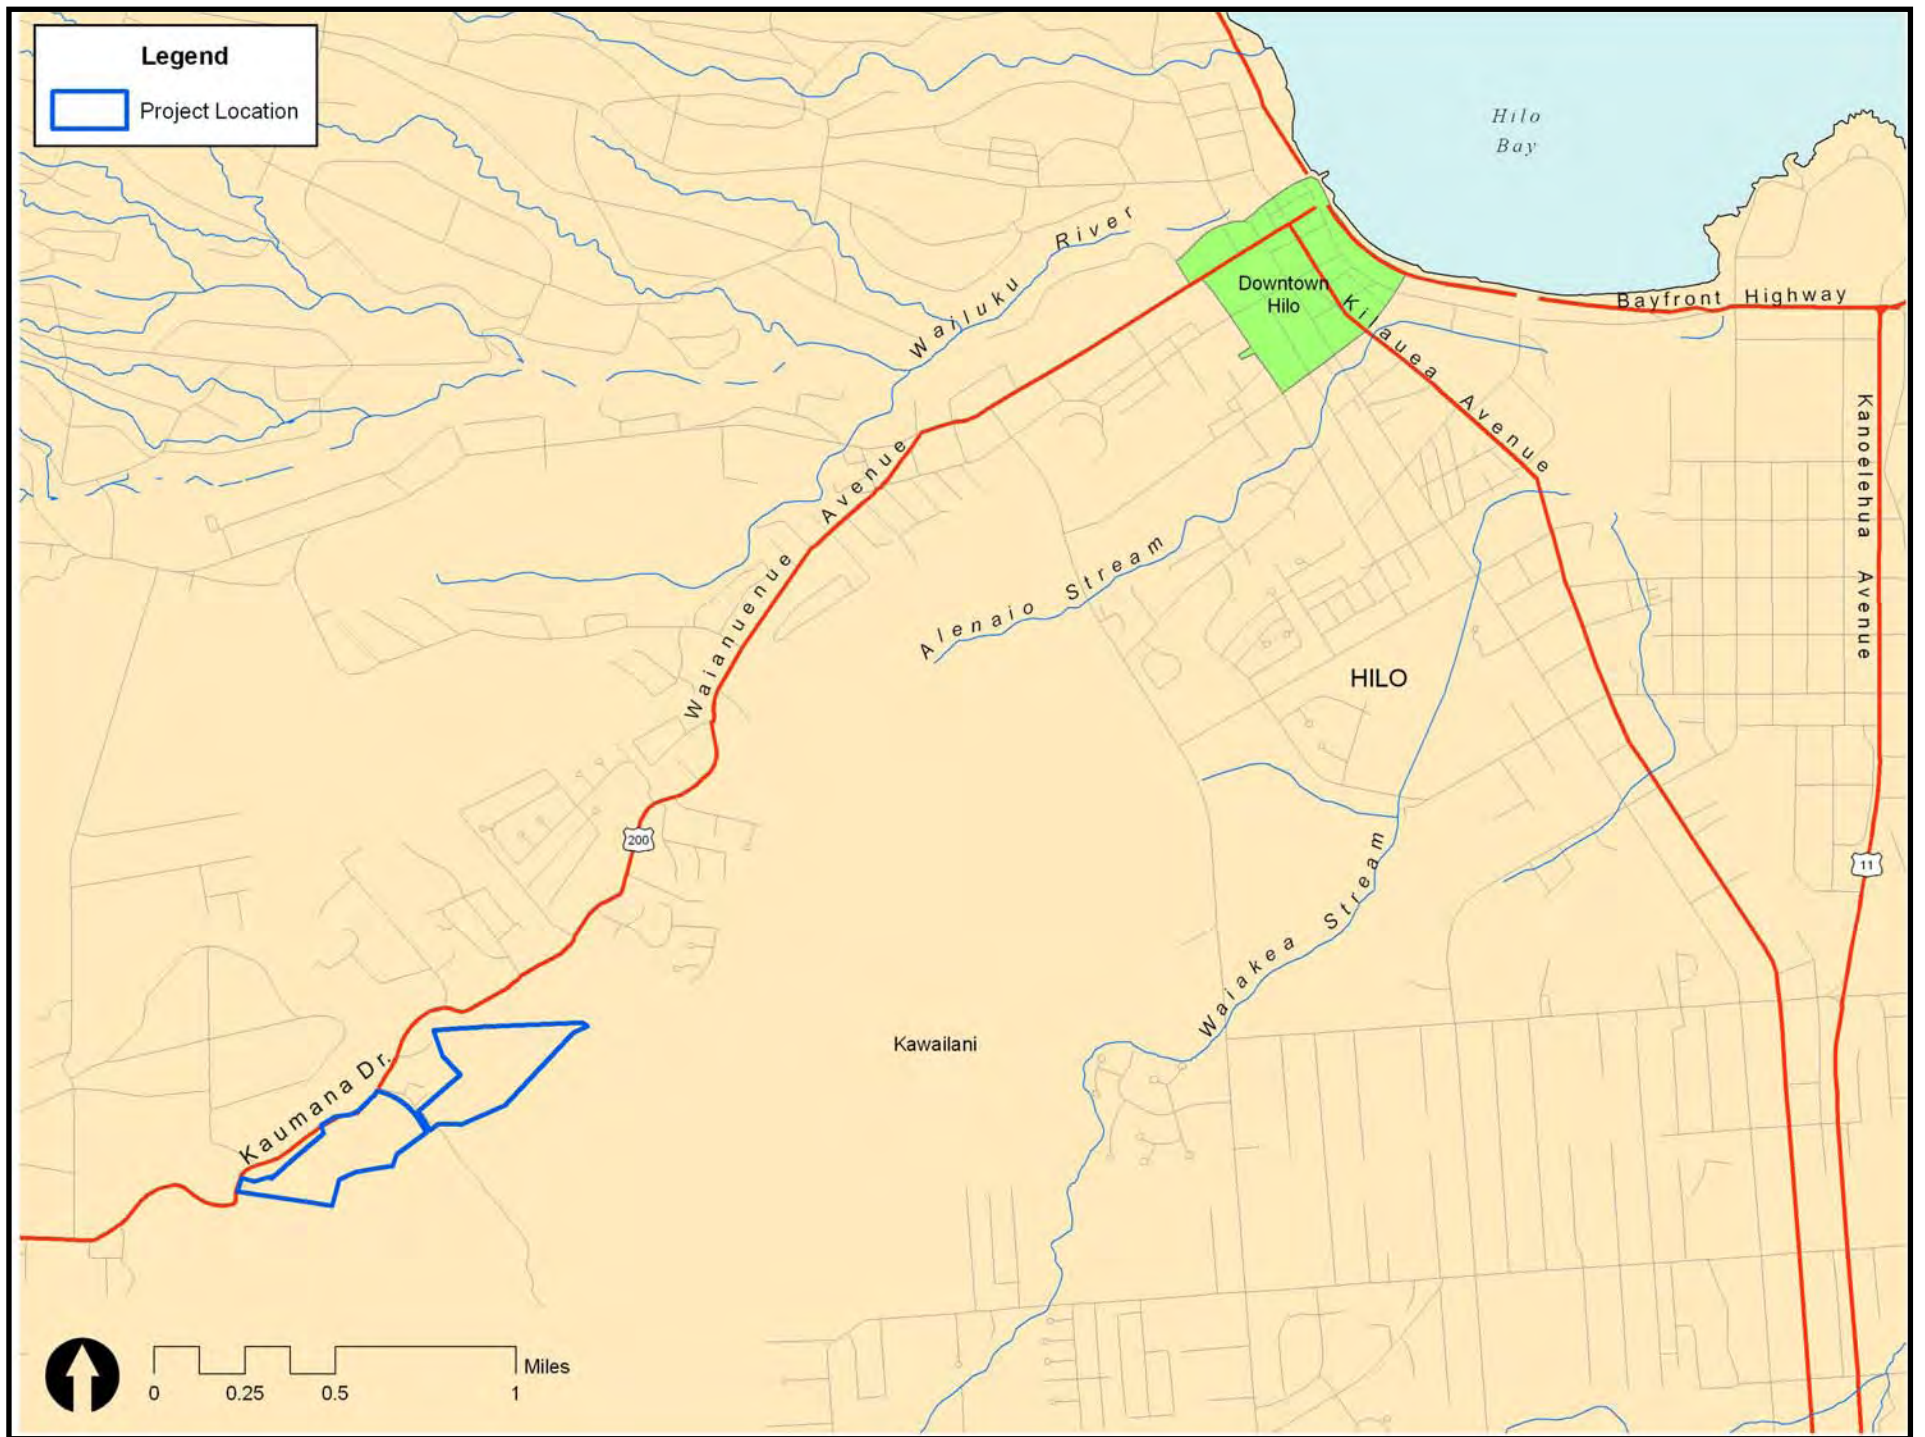 Legend
Project Location
Hilo
Bay
Wailuku River
Downtown
Hilo
Bayfront Highway
Kilauea Avenue
Kanoelehua Avenue
Waianuenue Avenue
Alenaio Stream
HILO
200
11
Waiakea Stream
Kawailani
Kaumana Dr.
Miles
0 0.25 0.5 1